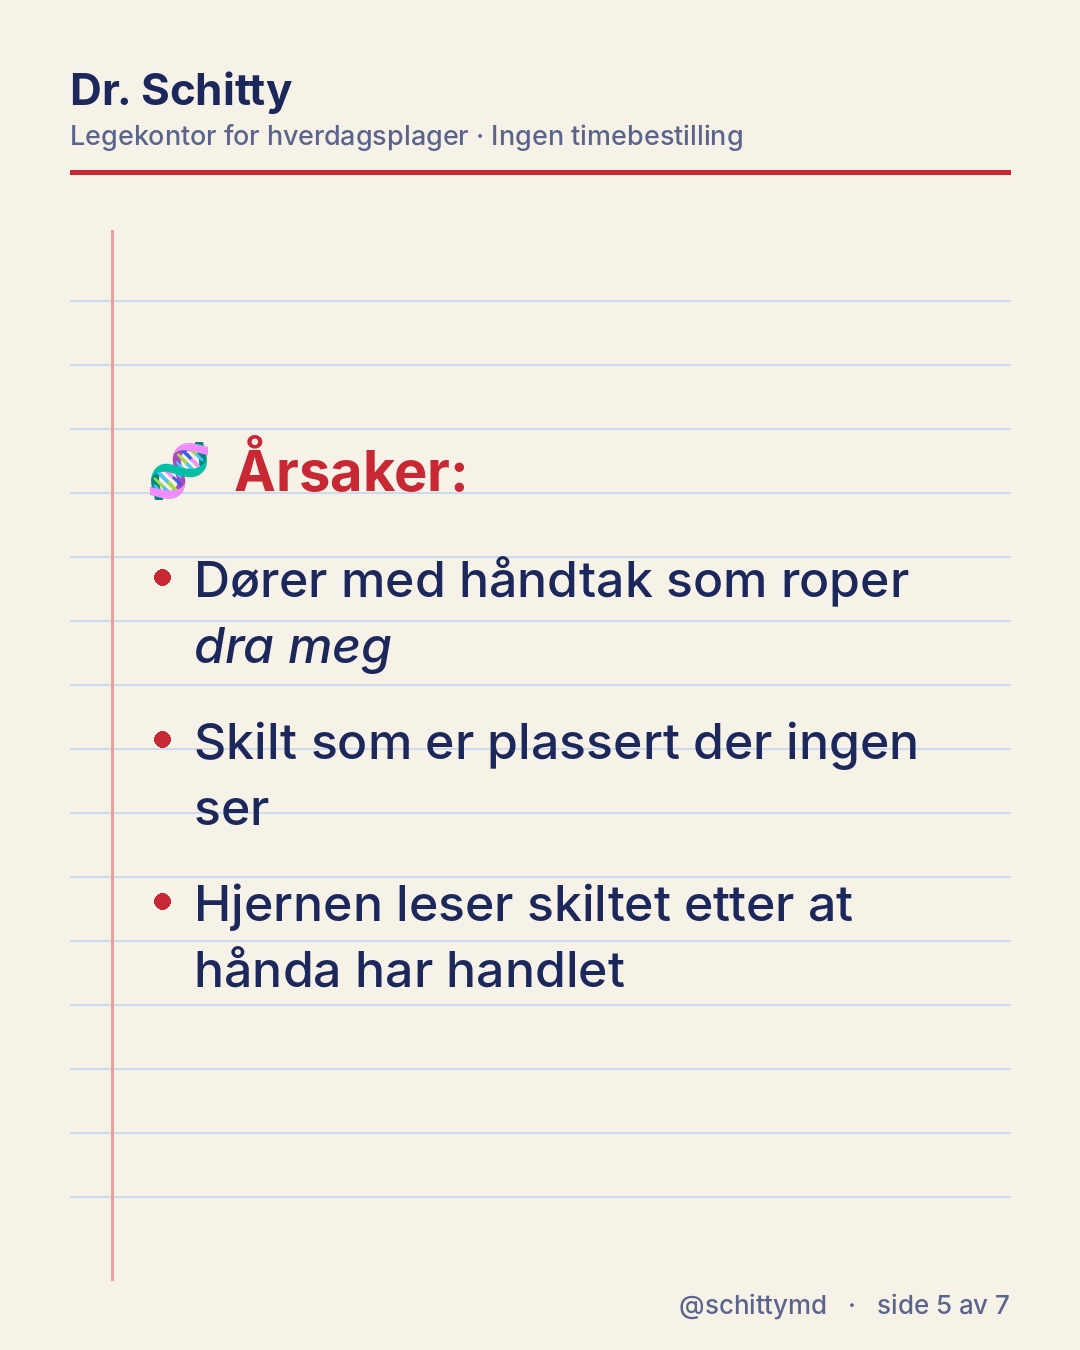 Dr. Schitty
Legekontor for hverdagsplager · Ingen timebestilling
🧬 Årsaker:
• Dører med håndtak som roper
dra meg
• Skilt som er plassert der ingen
ser
• Hjernen leser skiltet etter at
hånda har handlet
@schittymd · side 5 av 7